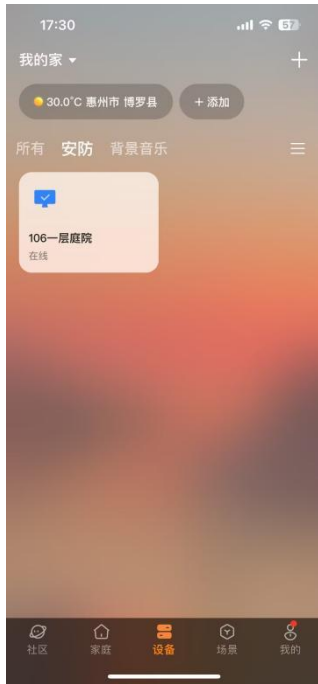 17:30
57
我的家
30.0°C 惠州市 博罗县
+ 添加
所有 安防 背景音乐
106一层庭院
在线
社区 家庭 设备 场景 我的